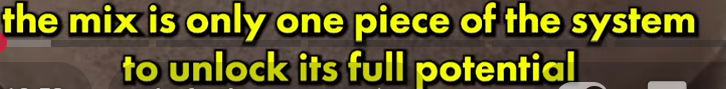 the mix is only one piece of the system
to unlock its full potential